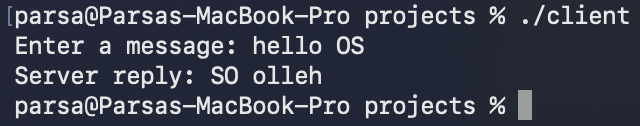 [parsa@Parsas-MacBook-Pro projects % ./client
Enter a message: hello OS
Server reply: SO olleh
parsa@Parsas-MacBook-Pro projects %